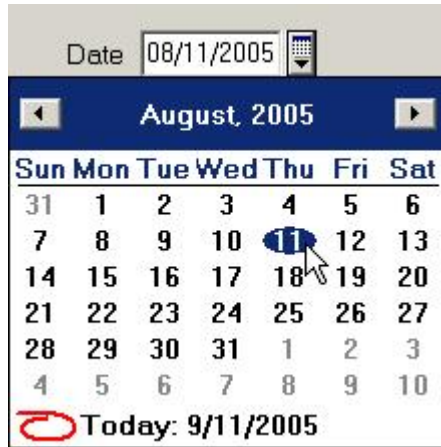 Date 08/11/2005
August, 2005
Sun Mon Tue Wed Thu Fri Sat
31 1 2 3 4 5 6
7 8 9 10 11 12 13
14 15 16 17 18 19 20
21 22 23 24 25 26 27
28 29 30 31 1 2 3
4 5 6 7 8 9 10
Today: 9/11/2005